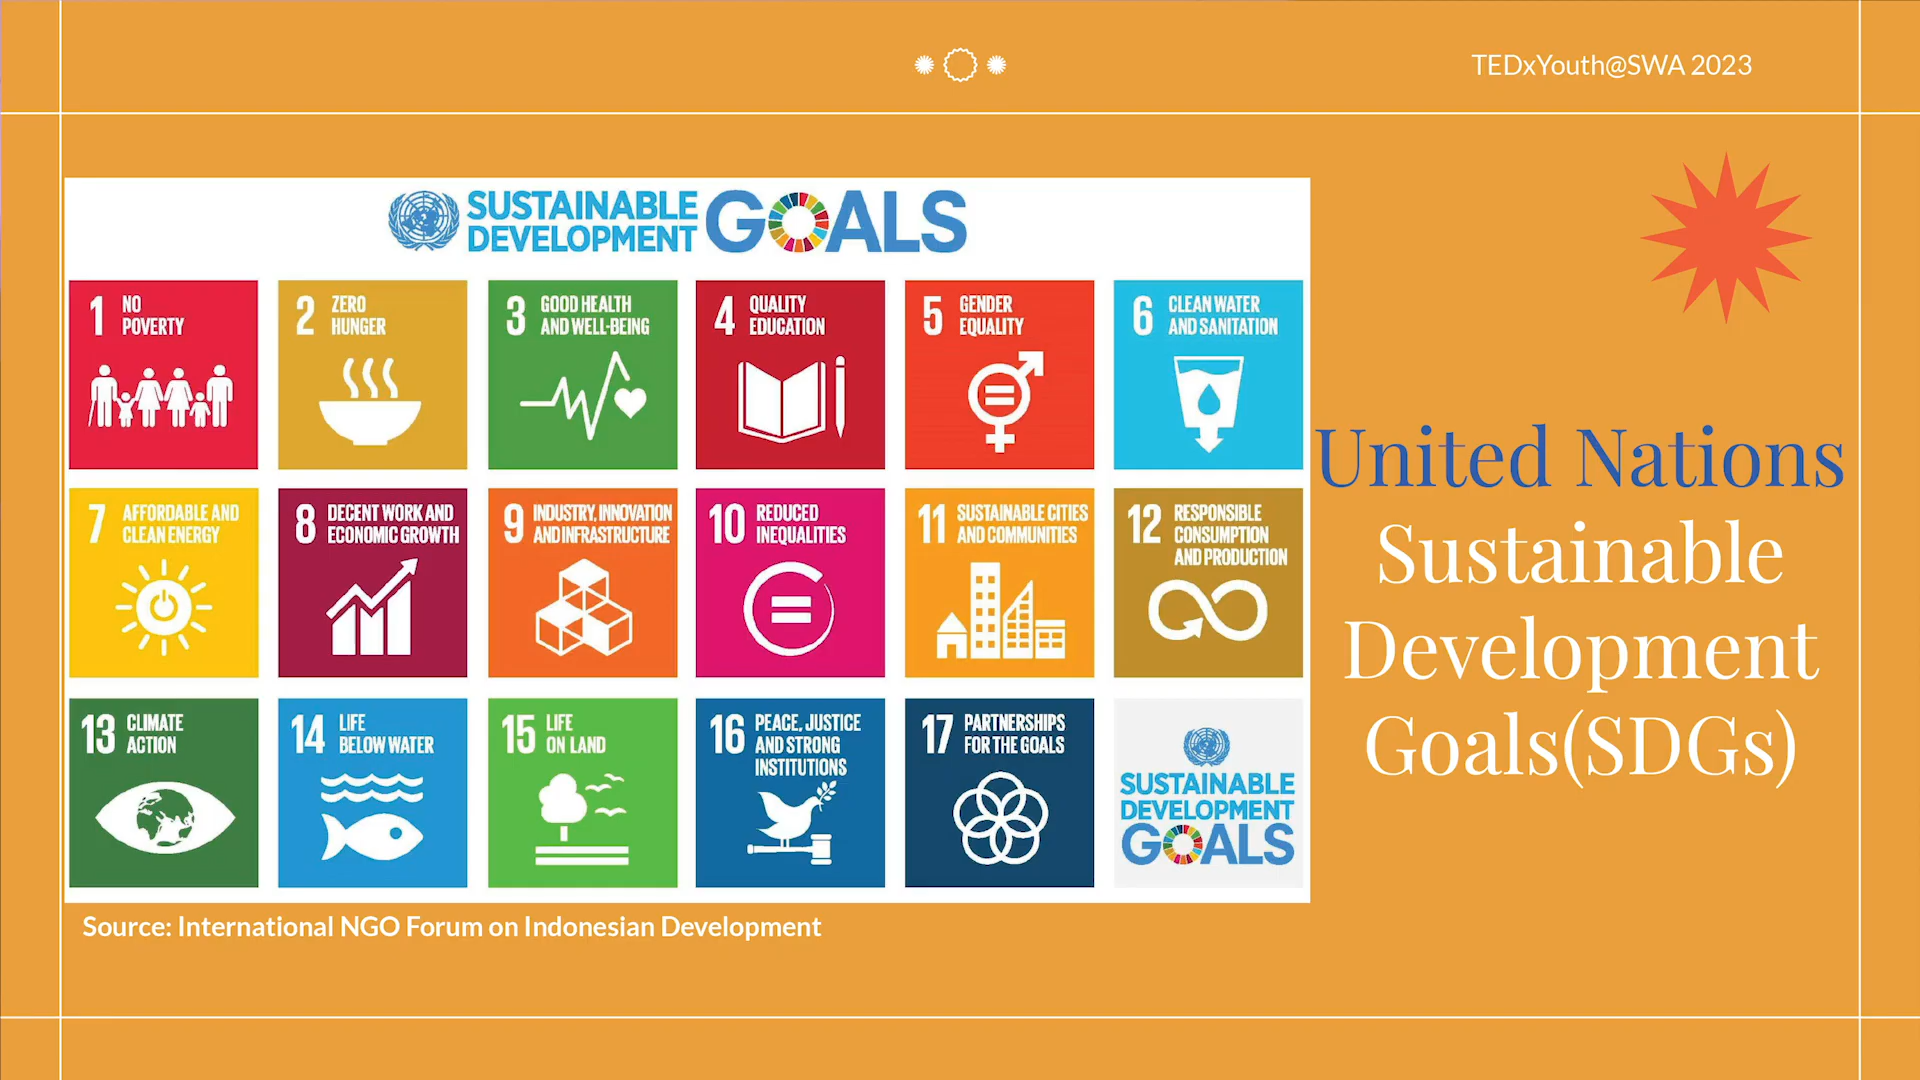 TEDxYouth@SWA 2023
SUSTAINABLE
DEVELOPMENT
GOALS
1 NO
POVERTY
2 ZERO
HUNGER
3 GOOD HEALTH
AND WELL-BEING
4 QUALITY
EDUCATION
5 GENDER
EQUALITY
6 CLEAN WATER
AND SANITATION
7 AFFORDABLE AND
CLEAN ENERGY
8 DECENT WORK AND
ECONOMIC GROWTH
9 INDUSTRY, INNOVATION
AND INFRASTRUCTURE
10 REDUCED
INEQUALITIES
11 SUSTAINABLE CITIES
AND COMMUNITIES
12 RESPONSIBLE
CONSUMPTION
AND PRODUCTION
13 CLIMATE
ACTION
14 LIFE
BELOW WATER
15 LIFE
ON LAND
16 PEACE, JUSTICE
AND STRONG
INSTITUTIONS
17 PARTNERSHIPS
FOR THE GOALS
SUSTAINABLE
DEVELOPMENT
GOALS
United Nations
Sustainable
Development
Goals(SDGs)
Source: International NGO Forum on Indonesian Development